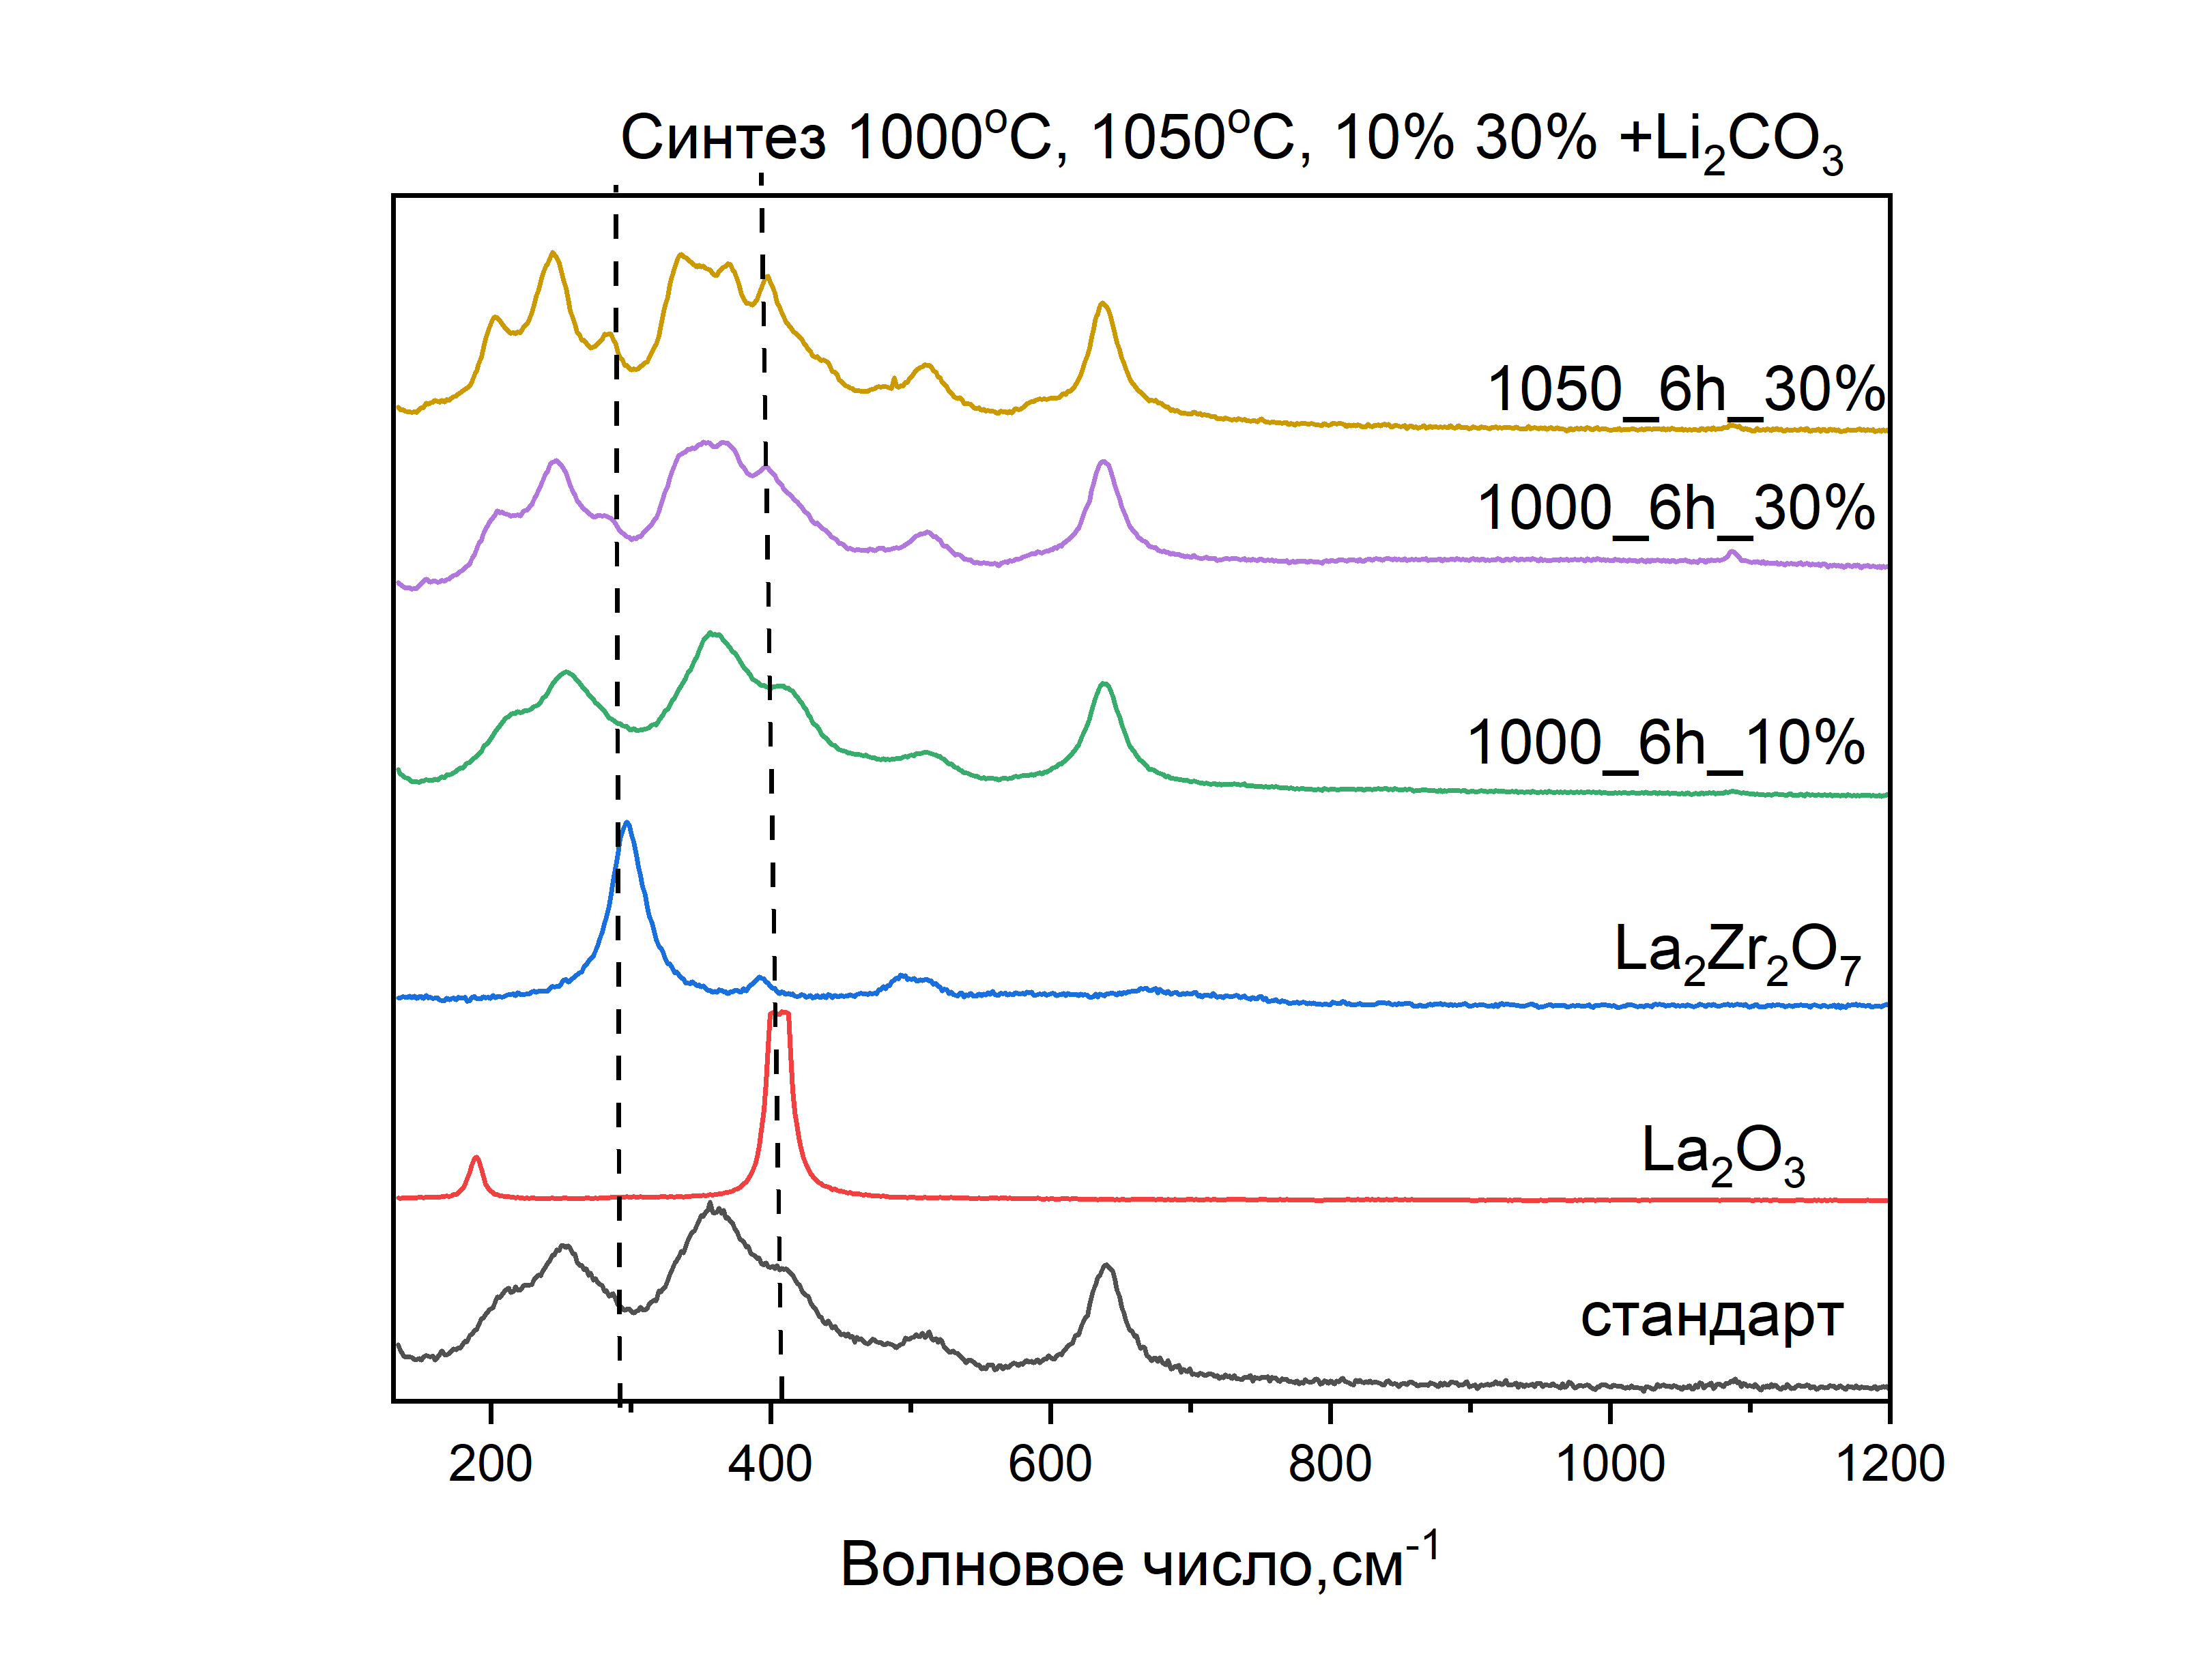 Синтез 1000°C, 1050°C, 10% 30% +Li₂CO₃
1050_6h_30%
1000_6h_30%
1000_6h_10%
La₂Zr₂O₇
La₂O₃
стандарт
200 400 600 800 1000 1200
Волновое число,см⁻¹